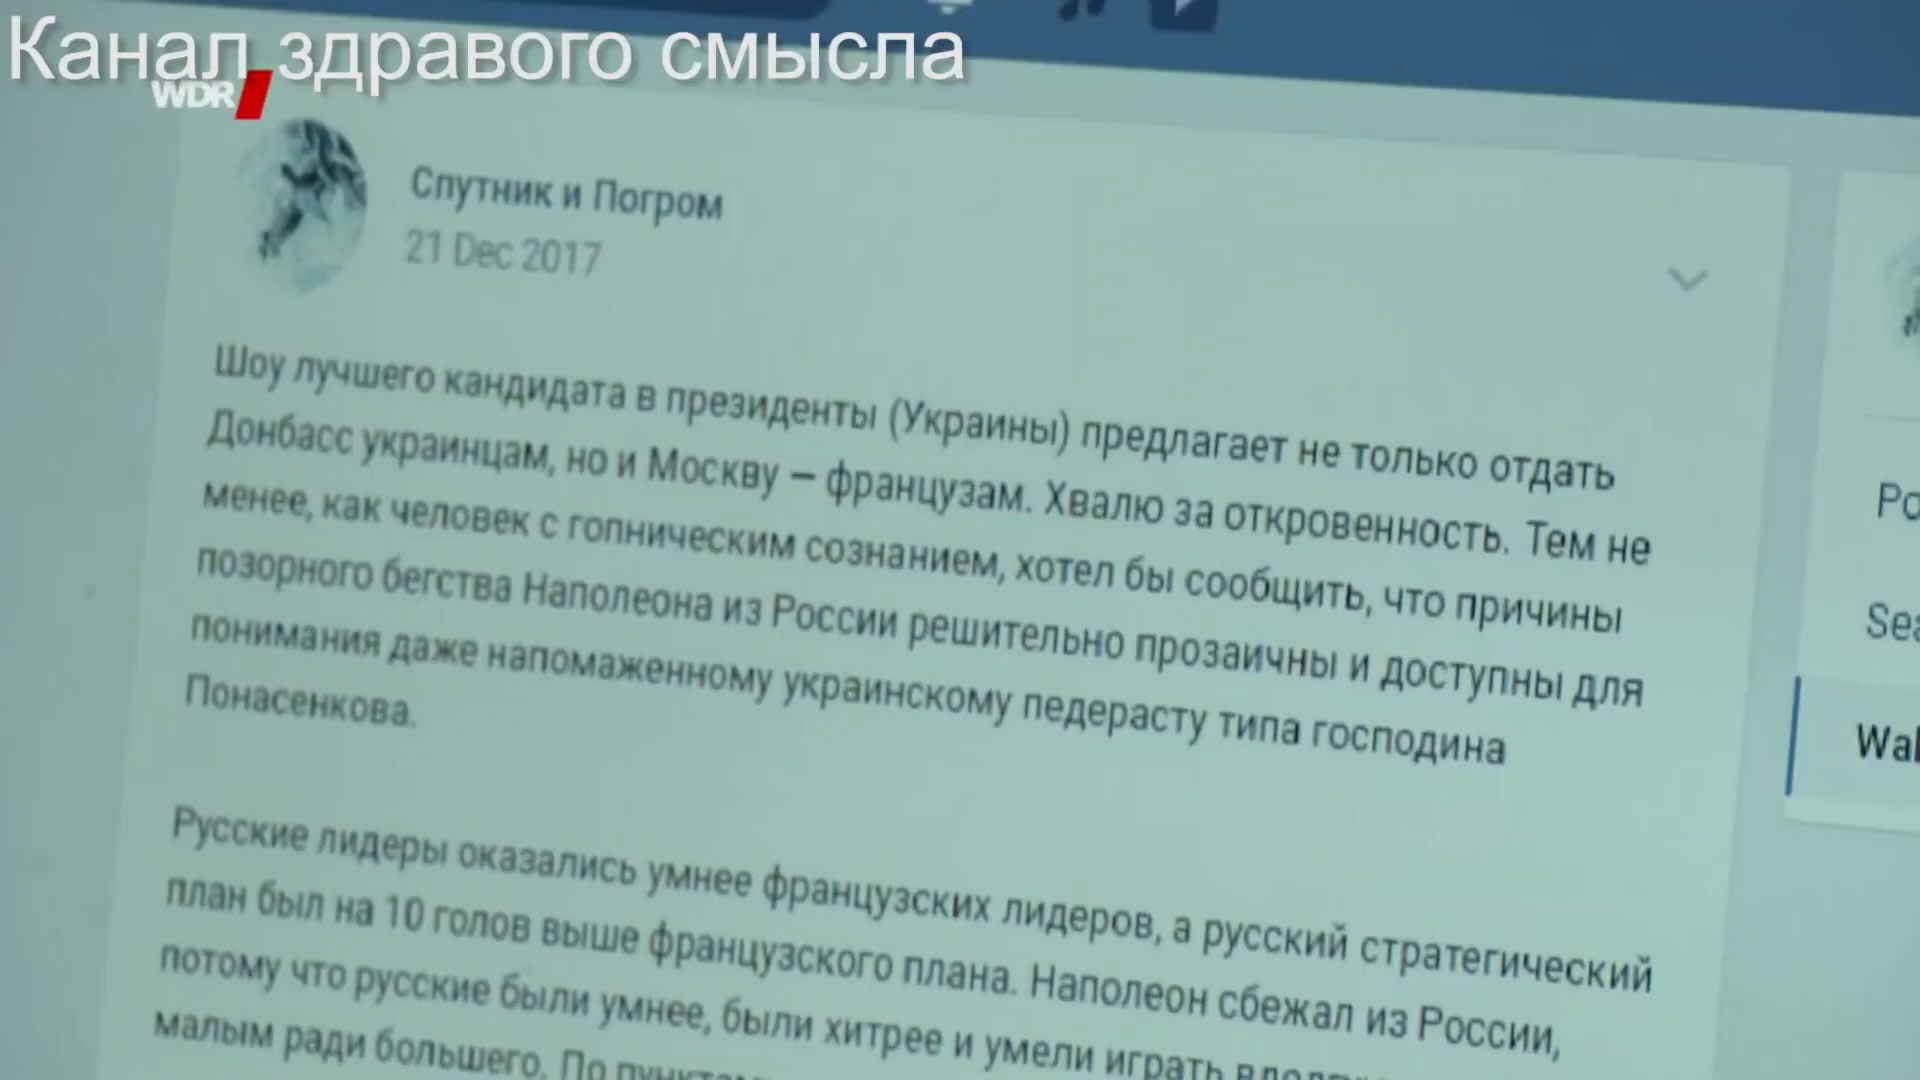 Канал здравого смысла
WDR
Спутник и Погром
21 Dec 2017
Шоу лучшего кандидата в президенты (Украины) предлагает не только отдать
Донбасс украинцам, но и Москву — французам. Хвалю за откровенность. Тем не
менее, как человек с гопническим сознанием, хотел бы сообщить, что причины
позорного бегства Наполеона из России решительно прозаичны и доступны для
понимания даже напомаженному украинскому педерасту типа господина
Понасенкова.
Русские лидеры оказались умнее французских лидеров, а русский стратегический
план был на 10 голов выше французского плана. Наполеон сбежал из России,
потому что русские были умнее, были хитрее и умели играть
малым ради большего. По